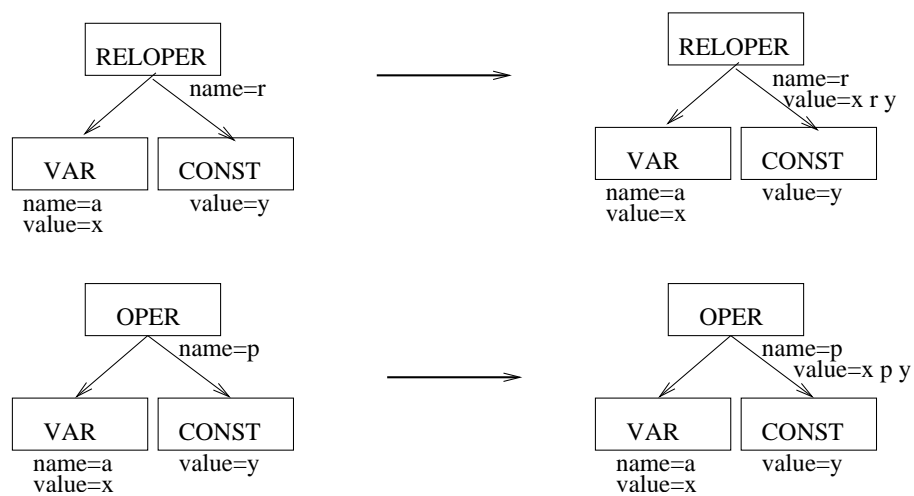 RELOPER
name=r
VAR
CONST
name=a
value=x
value=y
RELOPER
name=r
value=x r y
VAR
CONST
name=a
value=x
value=y
OPER
name=p
VAR
CONST
name=a
value=x
value=y
OPER
name=p
value=x p y
VAR
CONST
name=a
value=x
value=y